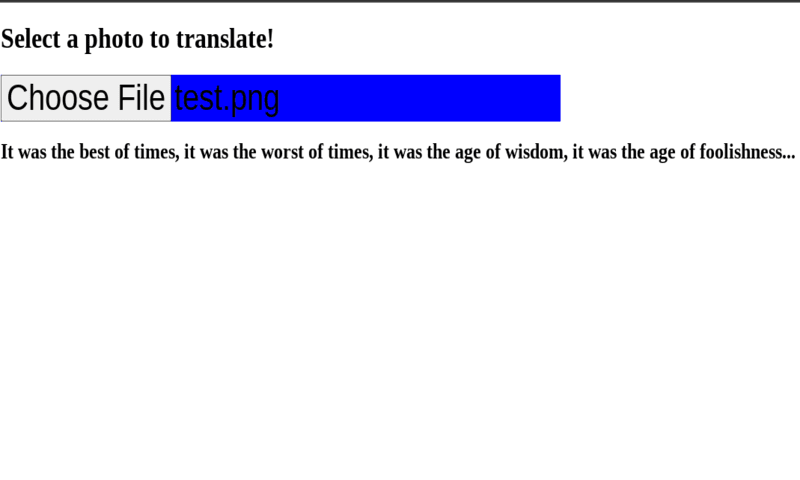 Select a photo to translate!
Choose File test.png
It was the best of times, it was the worst of times, it was the age of wisdom, it was the age of foolishness...